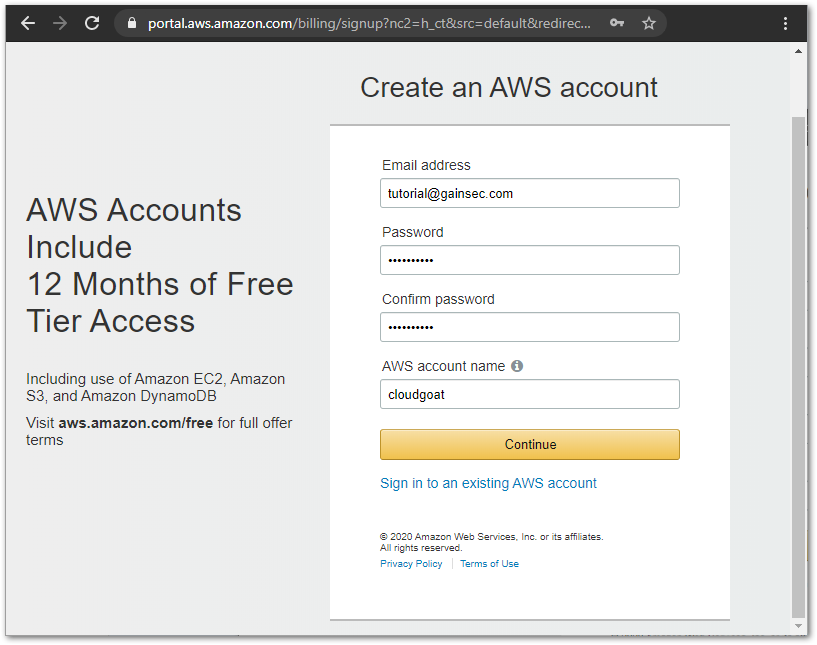 portal.aws.amazon.com/billing/signup?nc2=h_ct&src=default&redirec...
Create an AWS account
AWS Accounts
Include
12 Months of Free
Tier Access
Including use of Amazon EC2, Amazon
S3, and Amazon DynamoDB
Visit aws.amazon.com/free for full offer
terms
Email address
tutorial@gainsec.com
Password
••••••••••
Confirm password
••••••••••
AWS account name
cloudgoat
Continue
Sign in to an existing AWS account
© 2020 Amazon Web Services, Inc. or its affiliates.
All rights reserved.
Privacy Policy | Terms of Use